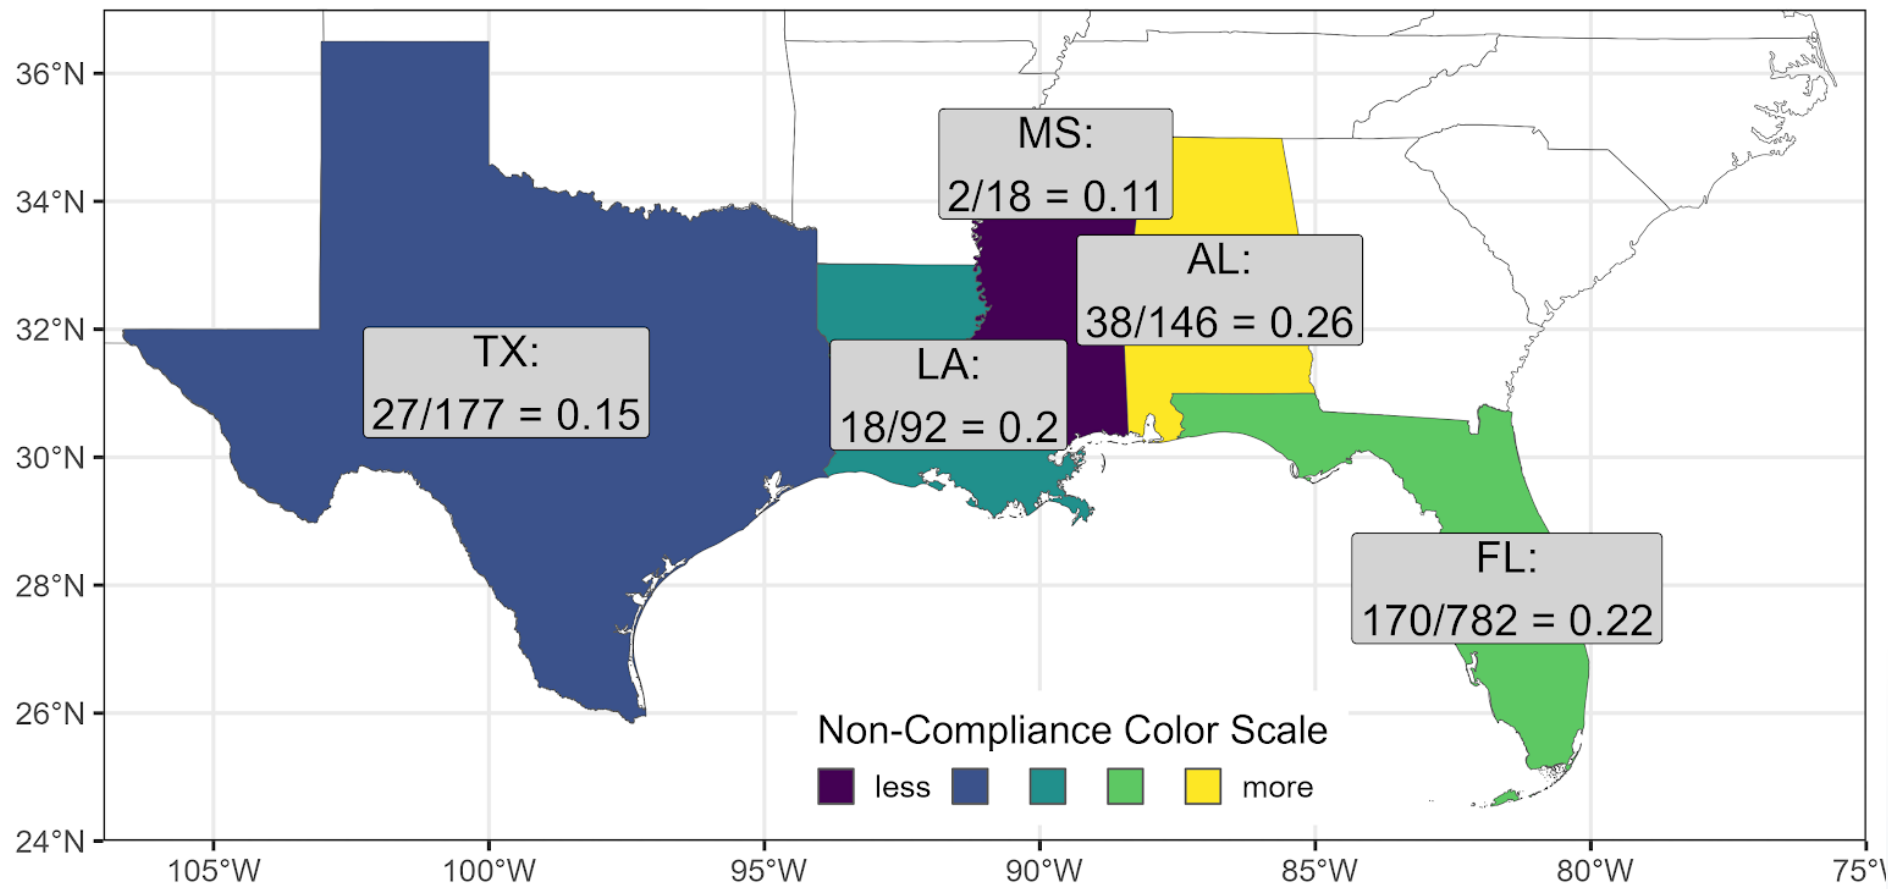 36°N
34°N
32°N
30°N
28°N
26°N
24°N
MS:
2/18 = 0.11
AL:
38/146 = 0.26
TX:
27/177 = 0.15
LA:
18/92 = 0.2
FL:
170/782 = 0.22
Non-Compliance Color Scale
less more
105°W 100°W 95°W 90°W 85°W 80°W 75°W